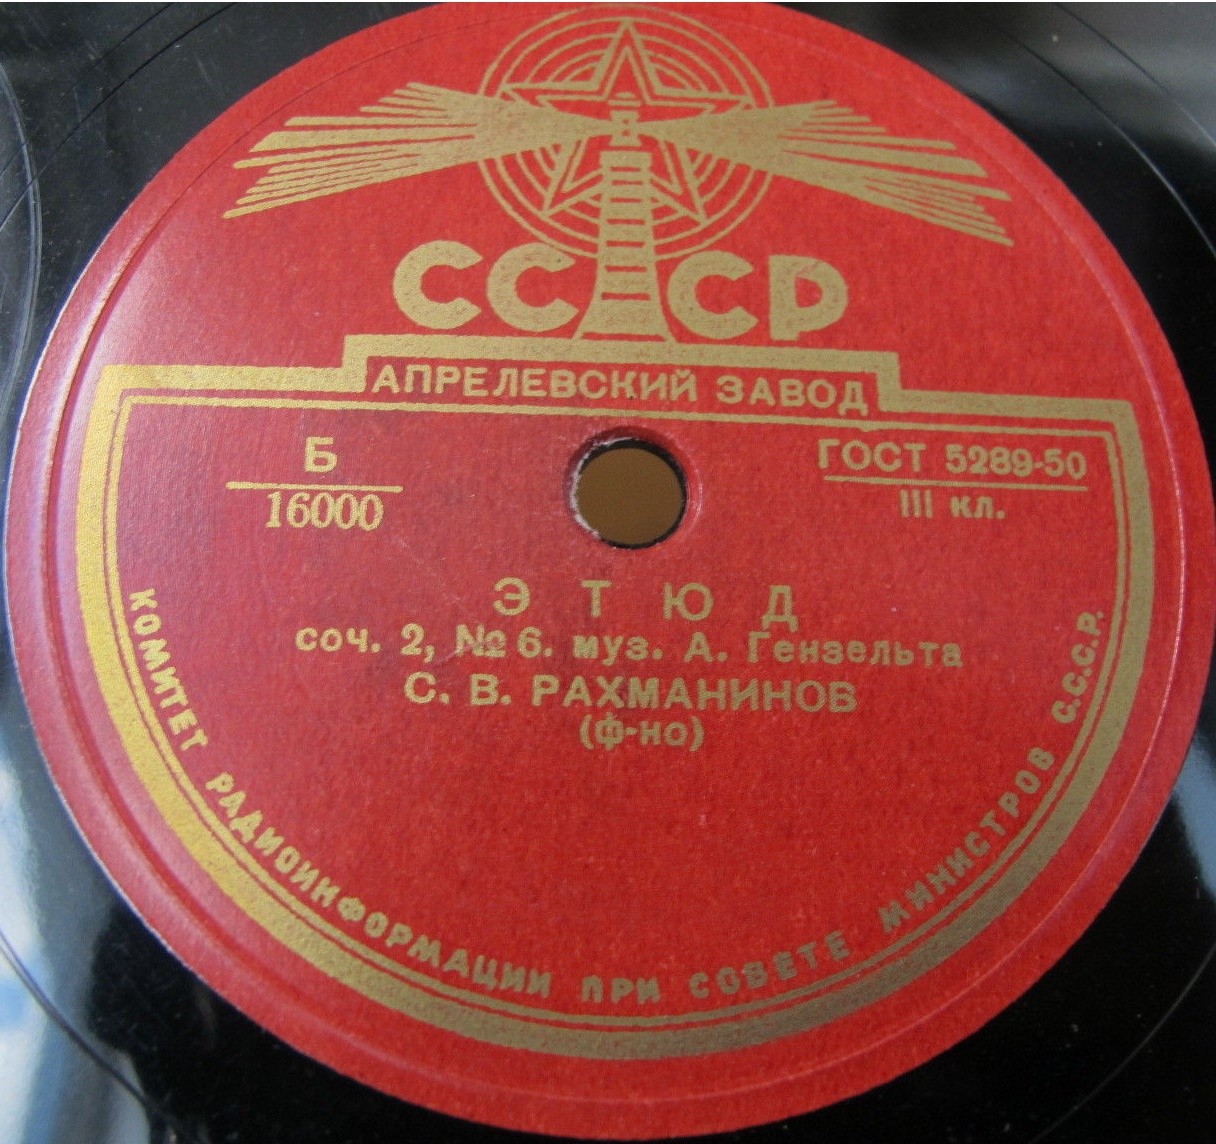 СССР
АПРЕЛЕВСКИЙ ЗАВОД
Б
16000
ГОСТ 5289-50
III кл.
ЭТЮД
соч. 2, № 6. муз. А. Гензельта
С. В. РАХМАНИНОВ
(ф-но)
КОМИТЕТ РАДИОИНФОРМАЦИИ ПРИ СОВЕТЕ МИНИСТРОВ С.С.С.Р.